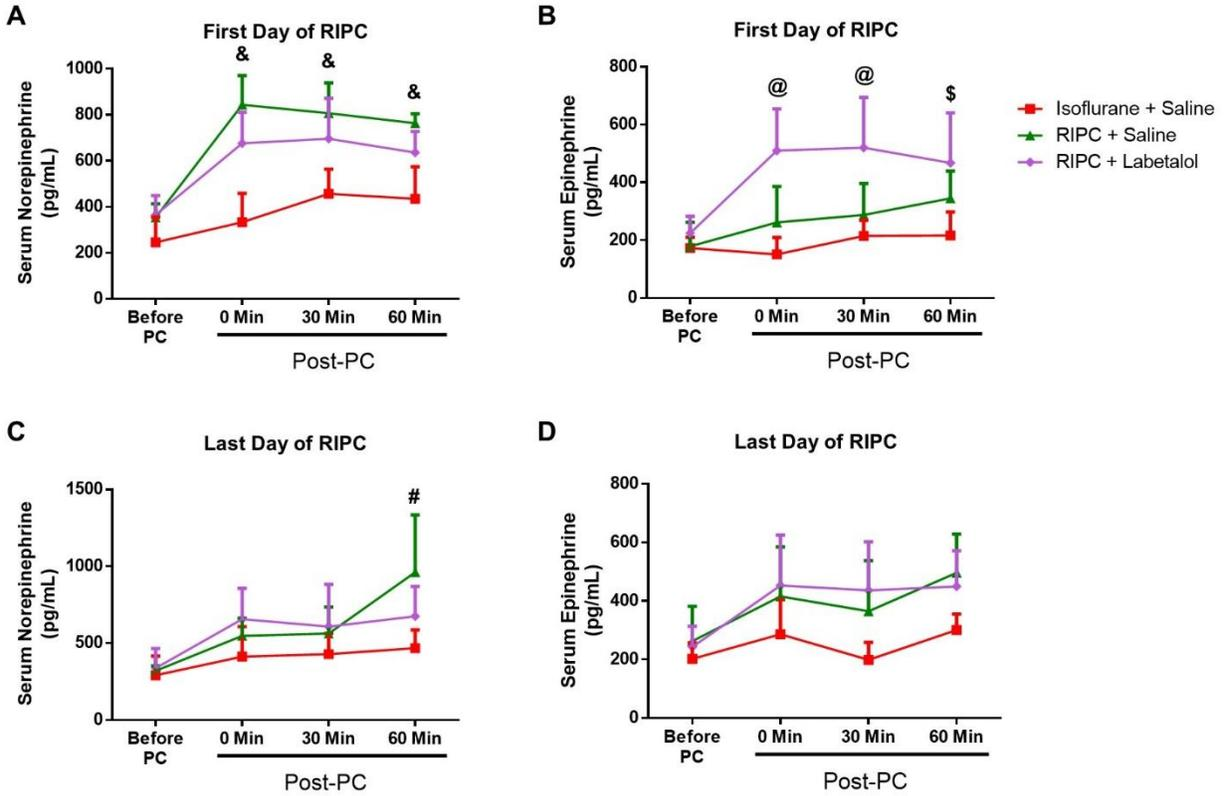 A
First Day of RIPC
& & &
Serum Norepinephrine
(pg/mL)
1000
800
600
400
200
0
Before
PC
0 Min 30 Min 60 Min
Post-PC
B
First Day of RIPC
@ @ $
Serum Epinephrine
(pg/mL)
800
600
400
200
0
Before
PC
0 Min 30 Min 60 Min
Post-PC
Isoflurane + Saline
RIPC + Saline
RIPC + Labetalol
C
Last Day of RIPC
#
Serum Norepinephrine
(pg/mL)
1500
1000
500
0
Before
PC
0 Min 30 Min 60 Min
Post-PC
D
Last Day of RIPC
Serum Epinephrine
(pg/mL)
800
600
400
200
0
Before
PC
0 Min 30 Min 60 Min
Post-PC